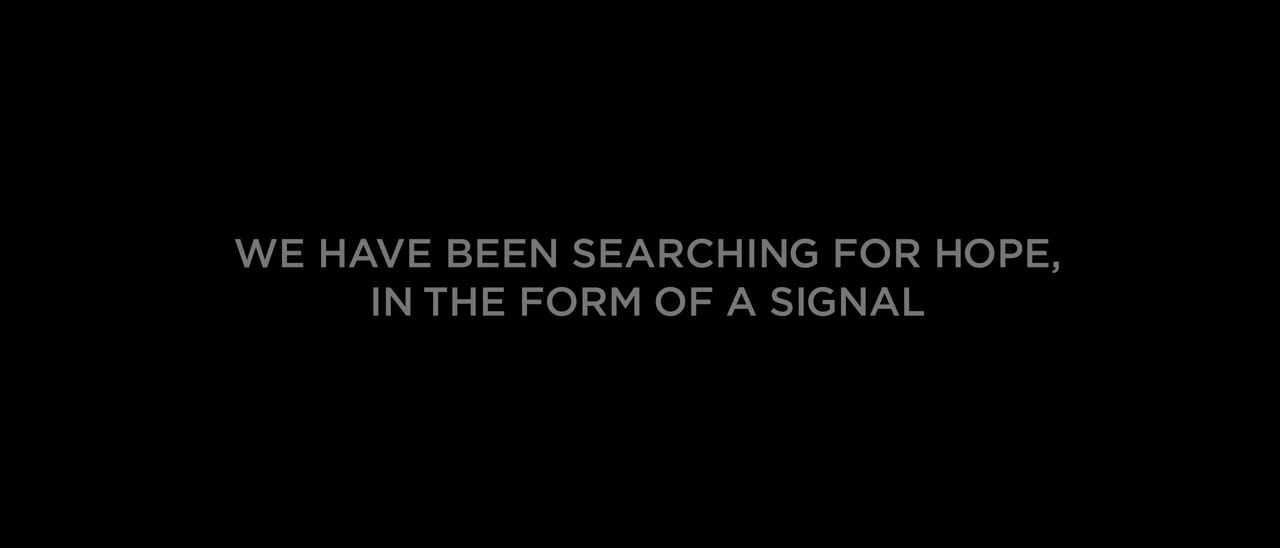 WE HAVE BEEN SEARCHING FOR HOPE,
IN THE FORM OF A SIGNAL